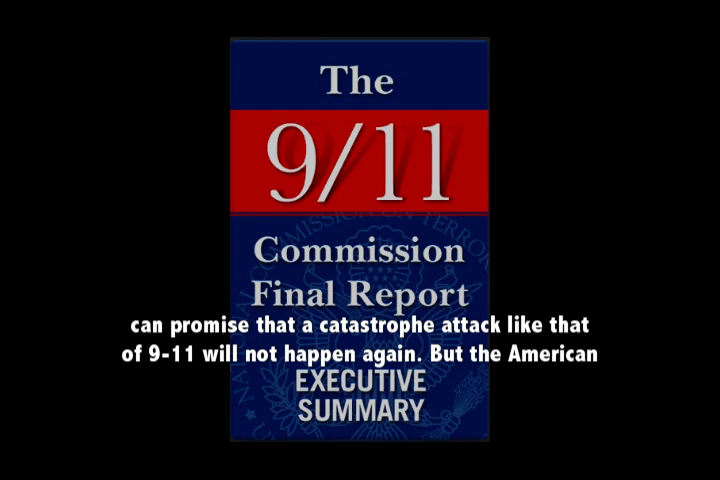 The
9/11
Commission
Final Report
can promise that a catastrophe attack like that
of 9-11 will not happen again. But the American
EXECUTIVE
SUMMARY